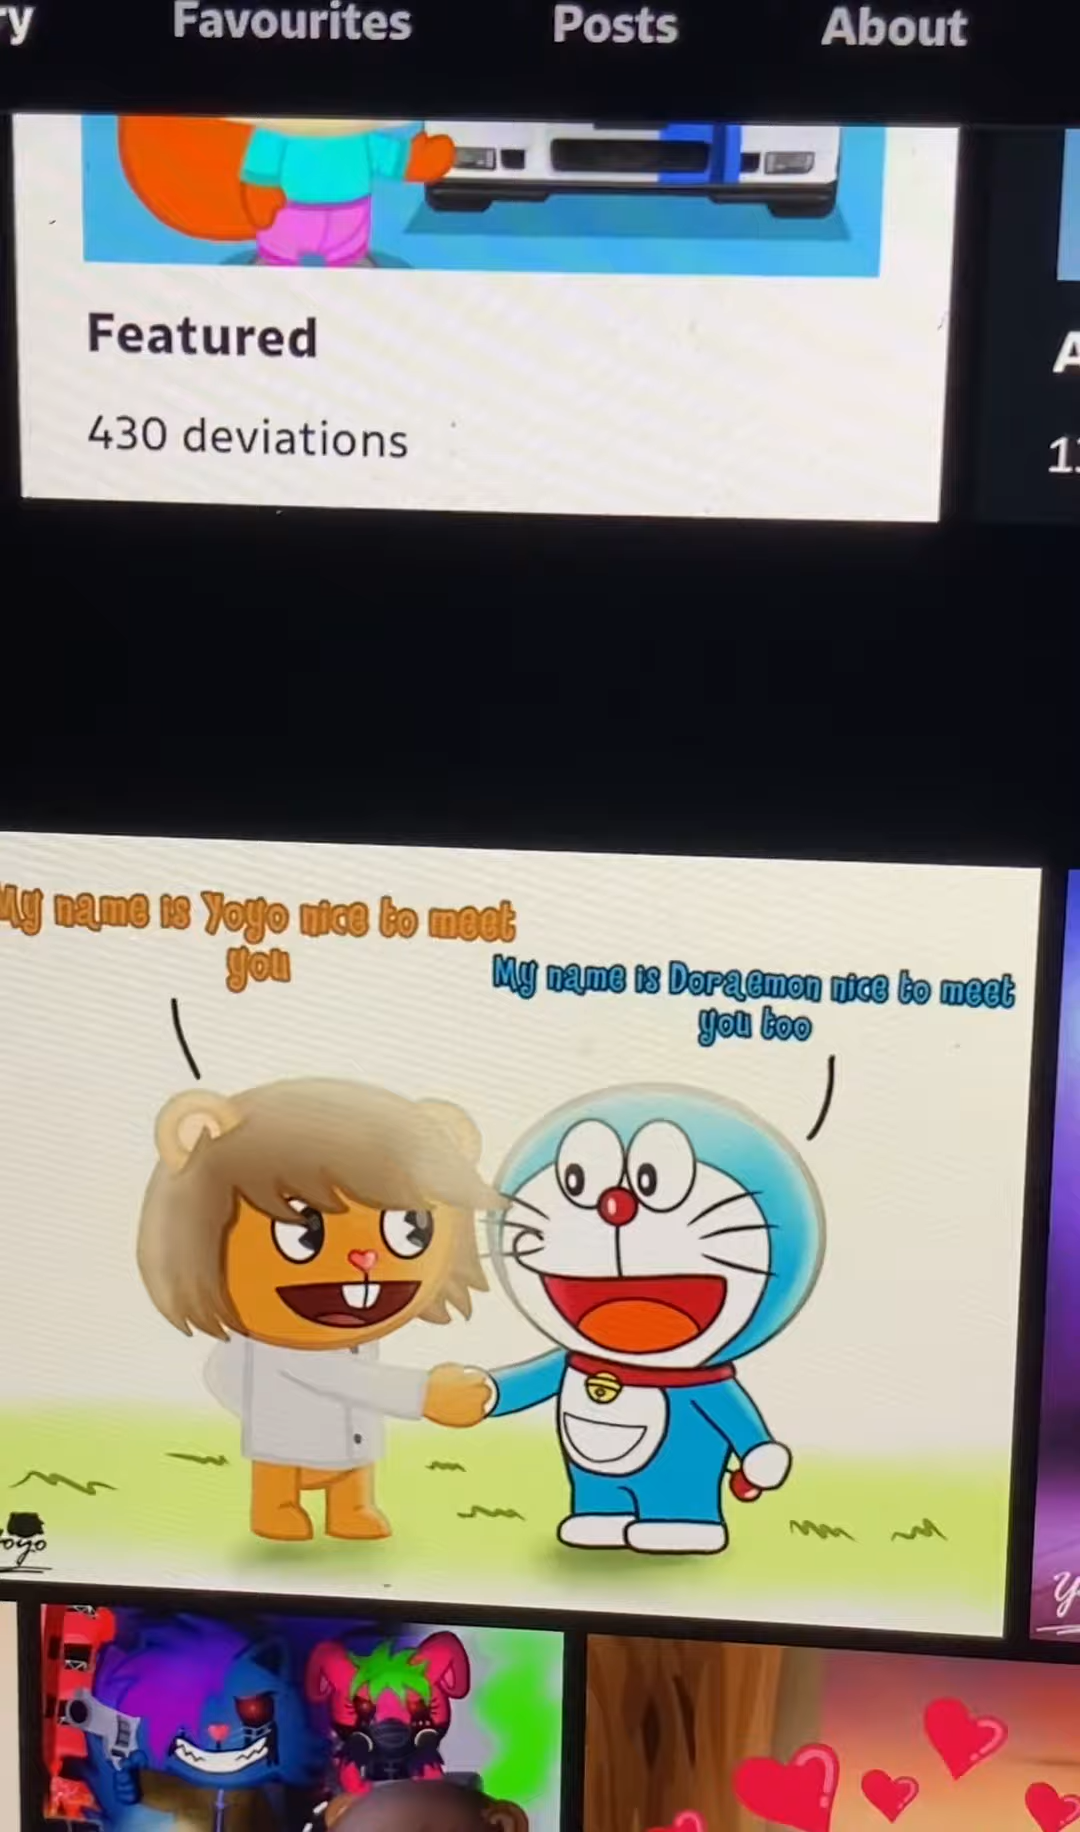 Favourites Posts About
Featured
430 deviations
My name is Yoyo nice to meet
you
My name is Doraemon nice to meet
you too